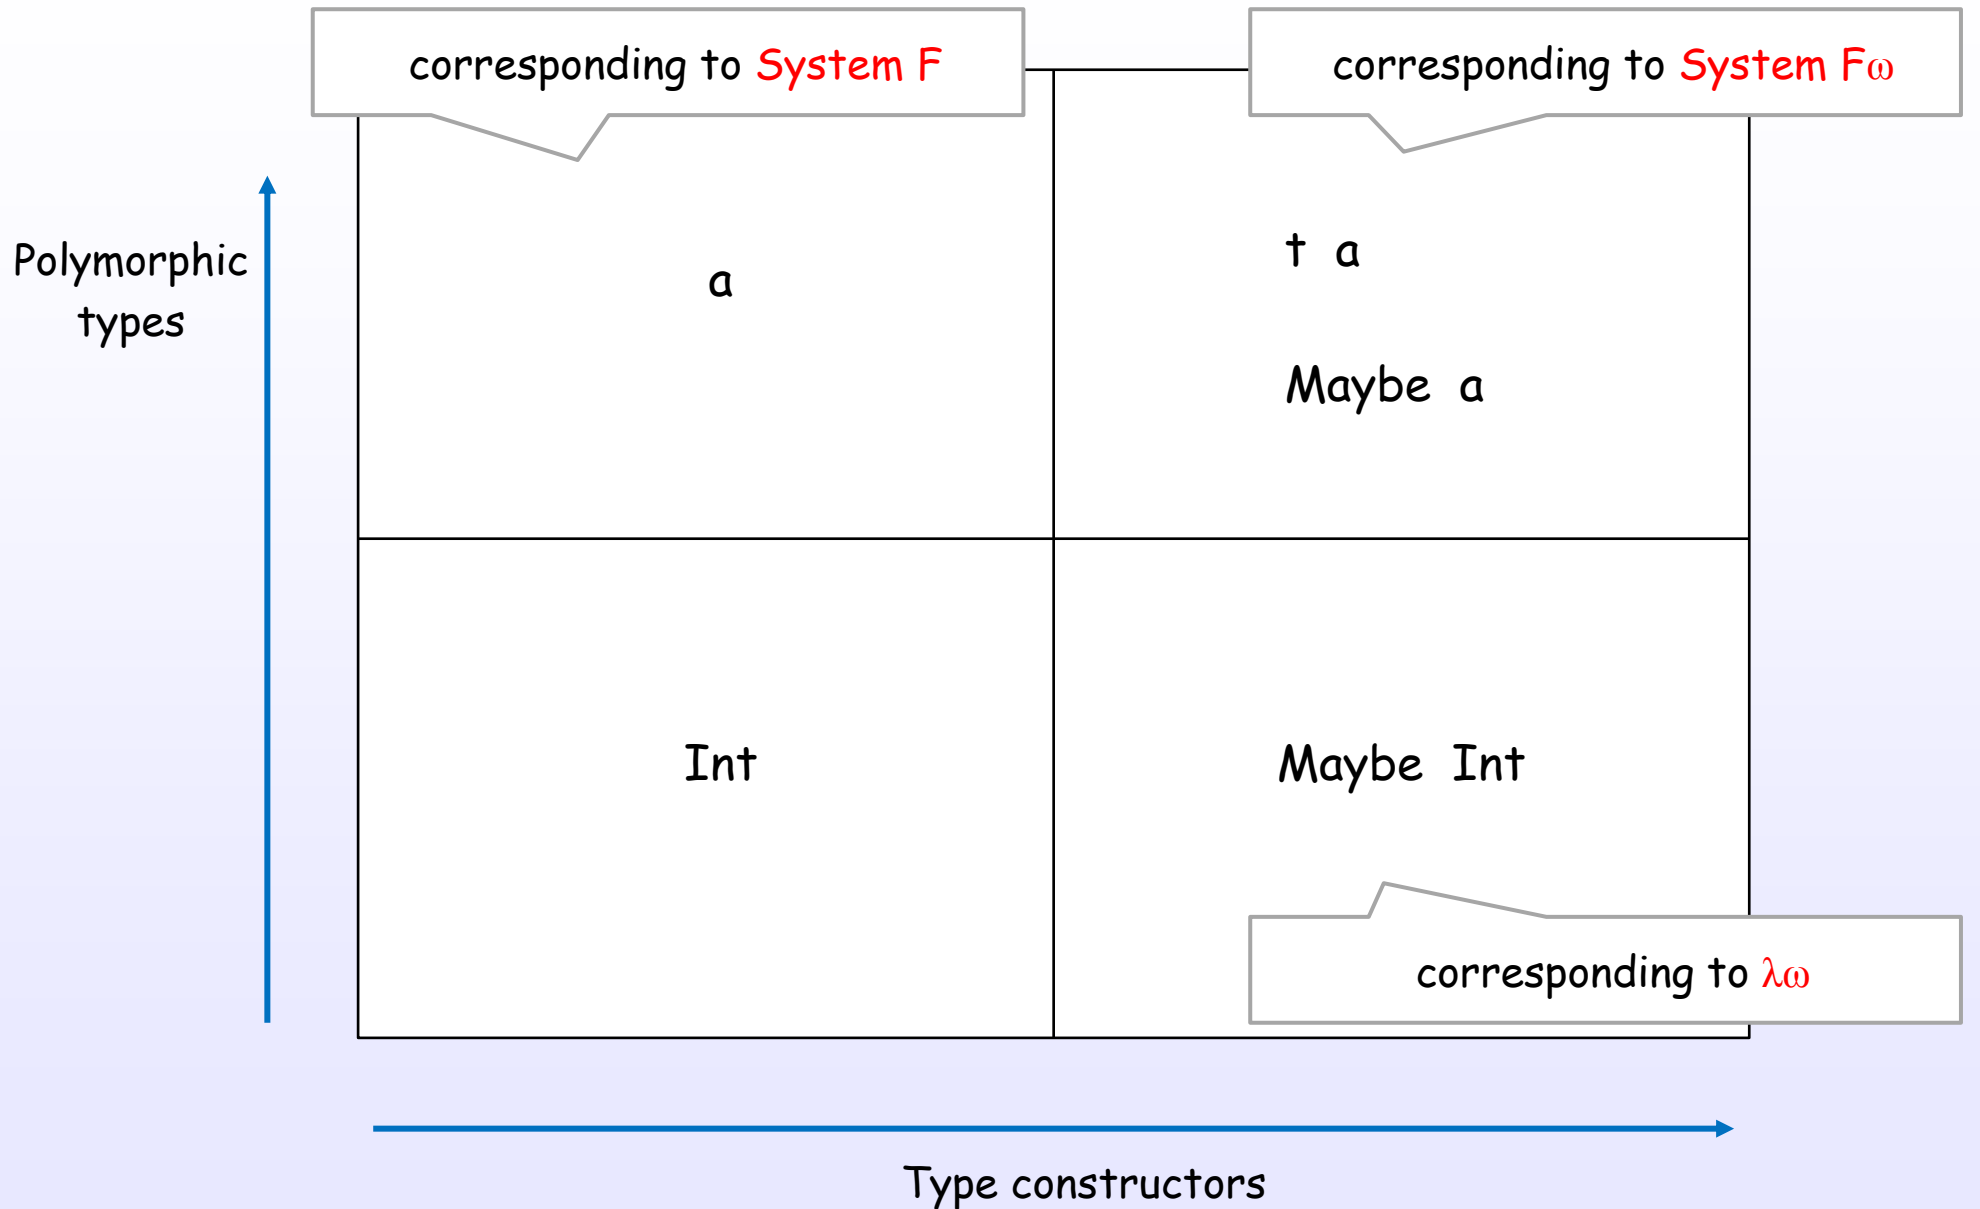 corresponding to System F
corresponding to System Fω
Polymorphic
types
a
t a
Maybe a
Int
Maybe Int
corresponding to λω
Type constructors